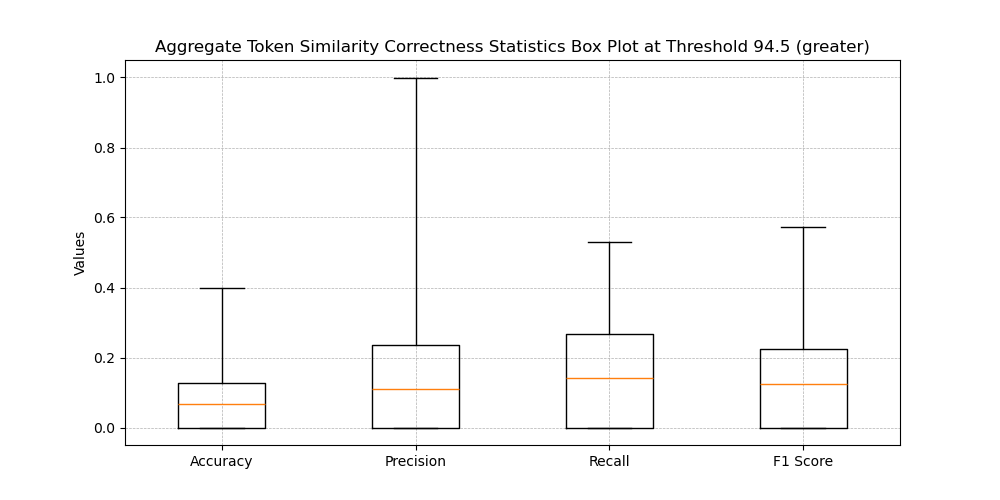 Aggregate Token Similarity Correctness Statistics Box Plot at Threshold 94.5 (greater)
1.0
0.8
0.6
0.4
0.2
0.0
Values
Accuracy
Precision
Recall
F1 Score